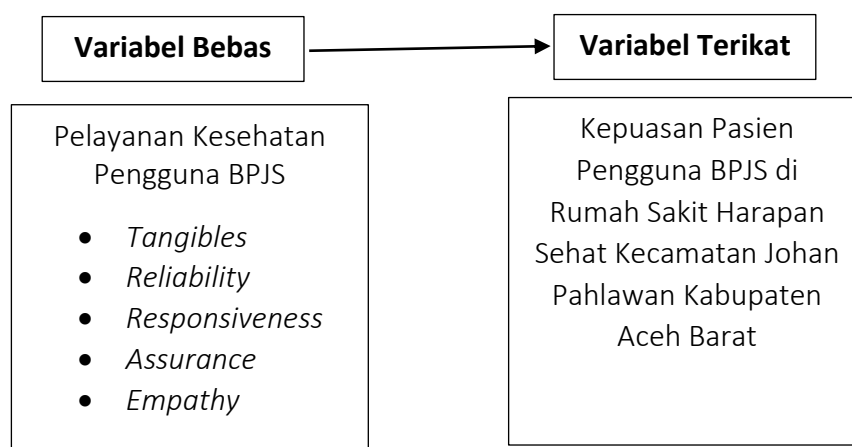 Variabel Bebas
Variabel Terikat
Pelayanan Kesehatan
Pengguna BPJS
• Tangibles
• Reliability
• Responsiveness
• Assurance
• Empathy
Kepuasan Pasien
Pengguna BPJS di
Rumah Sakit Harapan
Sehat Kecamatan Johan
Pahlawan Kabupaten
Aceh Barat